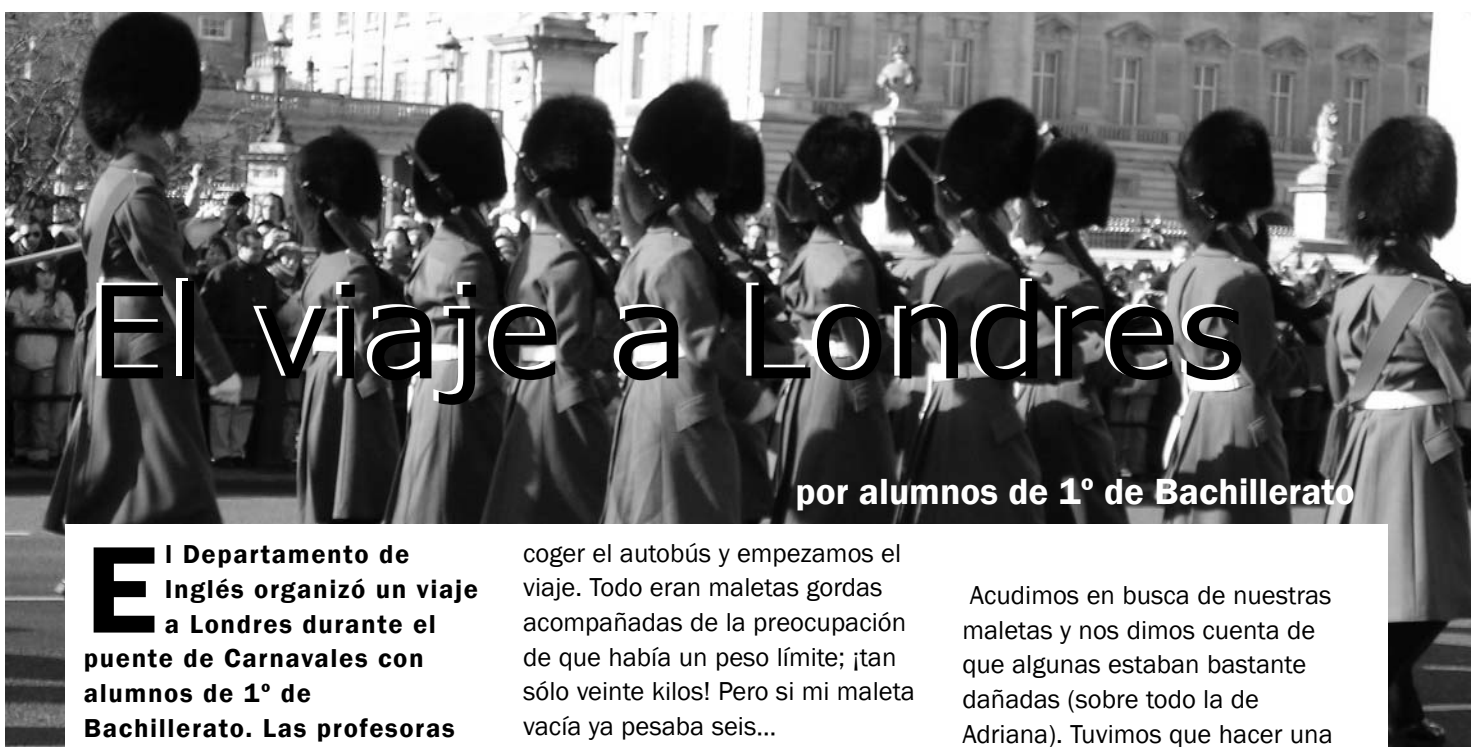 El viaje a Londres
por alumnos de 1º de Bachillerato
El Departamento de
Inglés organizó un viaje
a Londres durante el
puente de Carnavales con
alumnos de 1º de
Bachillerato. Las profesoras
coger el autobús y empezamos el
viaje. Todo eran maletas gordas
acompañadas de la preocupación
de que había un peso límite; ¡tan
sólo veinte kilos! Pero si mi maleta
vacía ya pesaba seis...
Acudimos en busca de nuestras
maletas y nos dimos cuenta de
que algunas estaban bastante
dañadas (sobre todo la de
Adriana). Tuvimos que hacer una